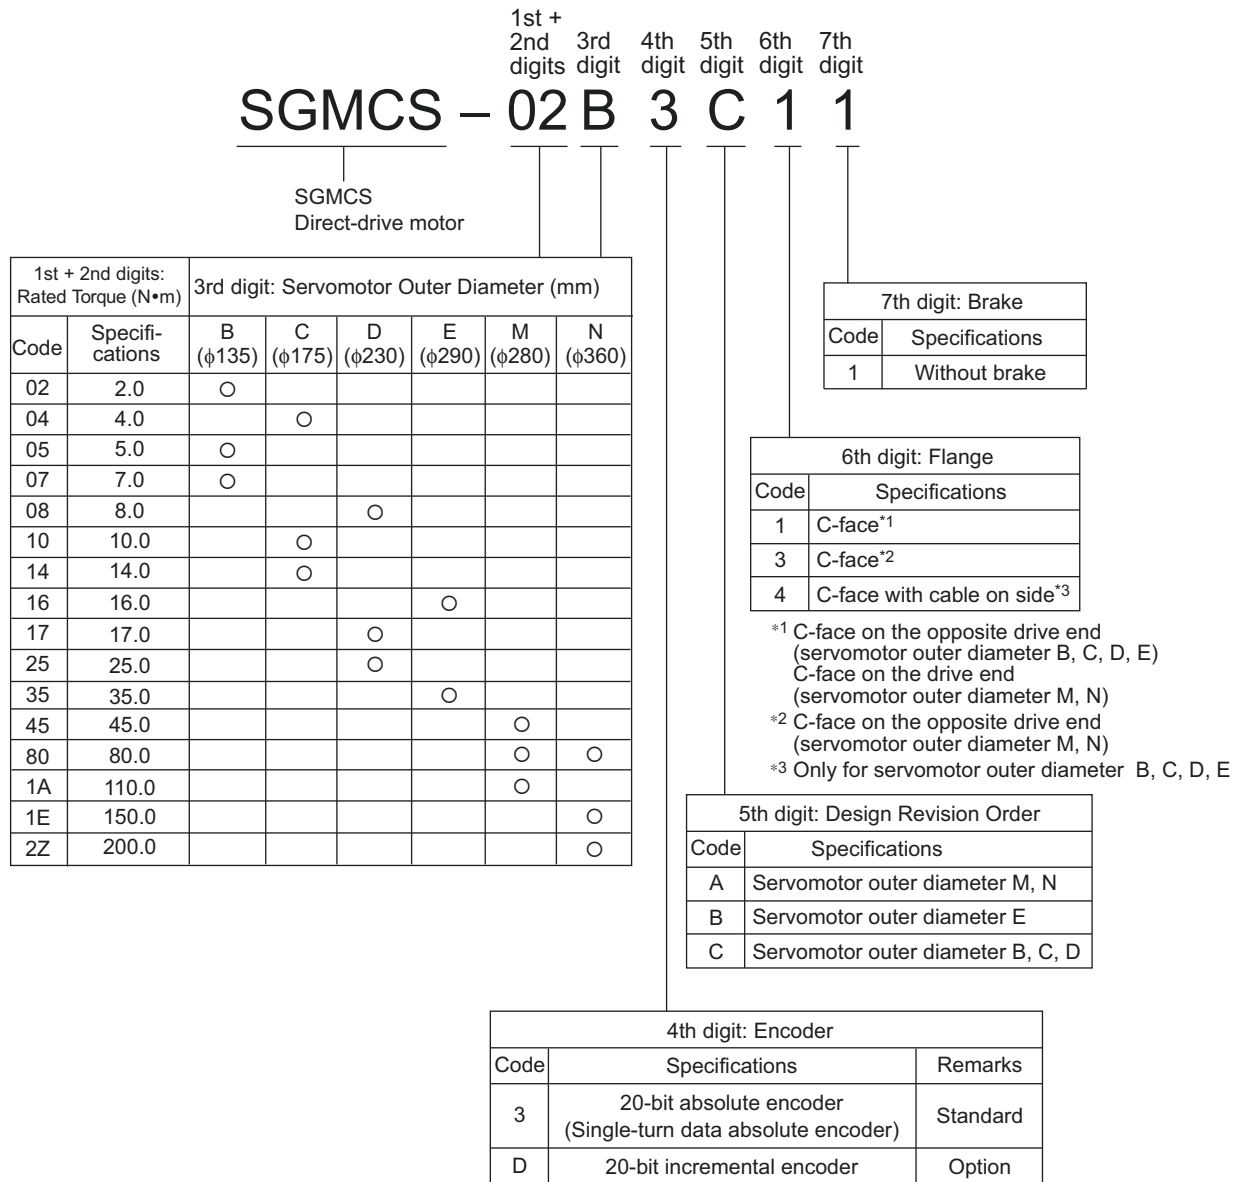 1st +
2nd 3rd 4th 5th 6th 7th
digits digit digit digit digit digit
SGMCS – 02 B 3 C 1 1
SGMCS
Direct-drive motor
1st + 2nd digits:
Rated Torque (N•m)
3rd digit: Servomotor Outer Diameter (mm)
Code Specifi- B C D E M N
cations (φ135) (φ175) (φ230) (φ290) (φ280) (φ360)
02 2.0 ○
04 4.0 ○
05 5.0 ○
07 7.0 ○
08 8.0 ○
10 10.0 ○
14 14.0 ○
16 16.0 ○
17 17.0 ○
25 25.0 ○
35 35.0 ○
45 45.0 ○
80 80.0 ○ ○
1A 110.0 ○
1E 150.0 ○
2Z 200.0 ○
7th digit: Brake
Code Specifications
1 Without brake
6th digit: Flange
Code Specifications
1 C-face*1
3 C-face*2
4 C-face with cable on side*3
*1 C-face on the opposite drive end
(servomotor outer diameter B, C, D, E)
C-face on the drive end
(servomotor outer diameter M, N)
*2 C-face on the opposite drive end
(servomotor outer diameter M, N)
*3 Only for servomotor outer diameter B, C, D, E
5th digit: Design Revision Order
Code Specifications
A Servomotor outer diameter M, N
B Servomotor outer diameter E
C Servomotor outer diameter B, C, D
4th digit: Encoder
Code Specifications Remarks
3 20-bit absolute encoder Standard
(Single-turn data absolute encoder)
D 20-bit incremental encoder Option